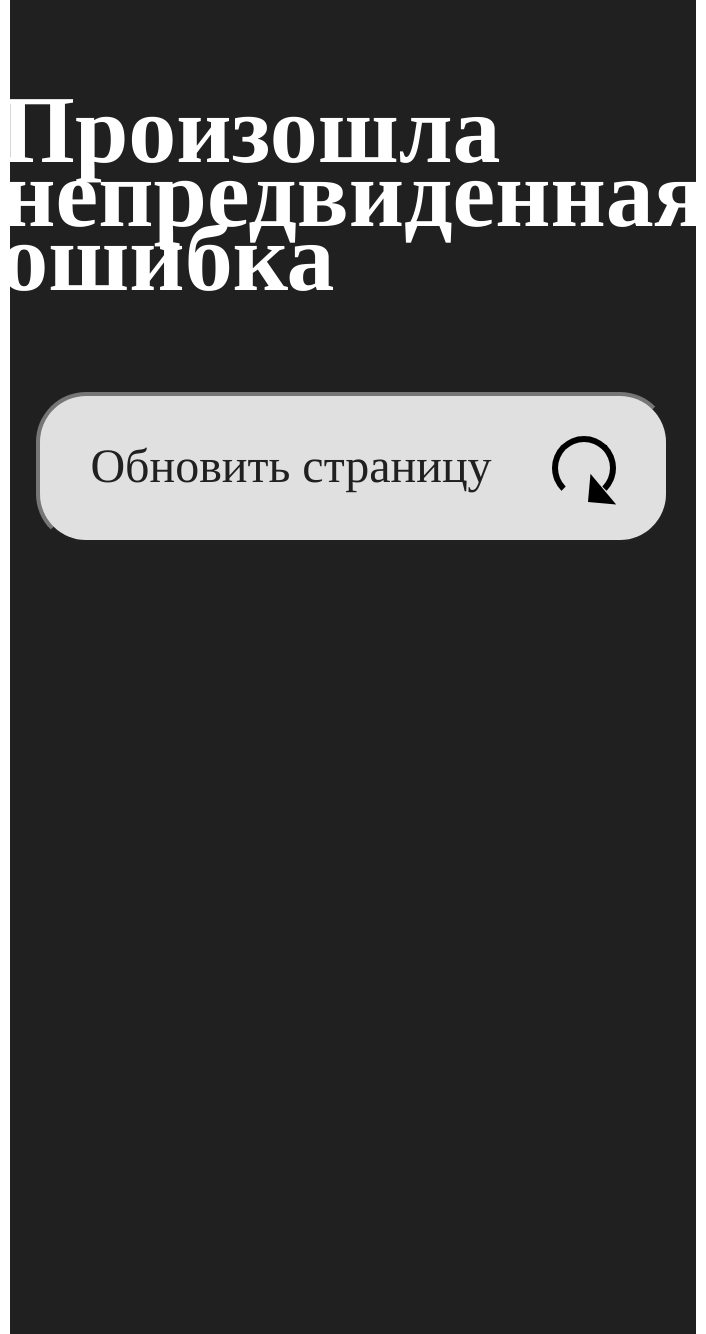 Произошла
непредвиденная
ошибка
Обновить страницу